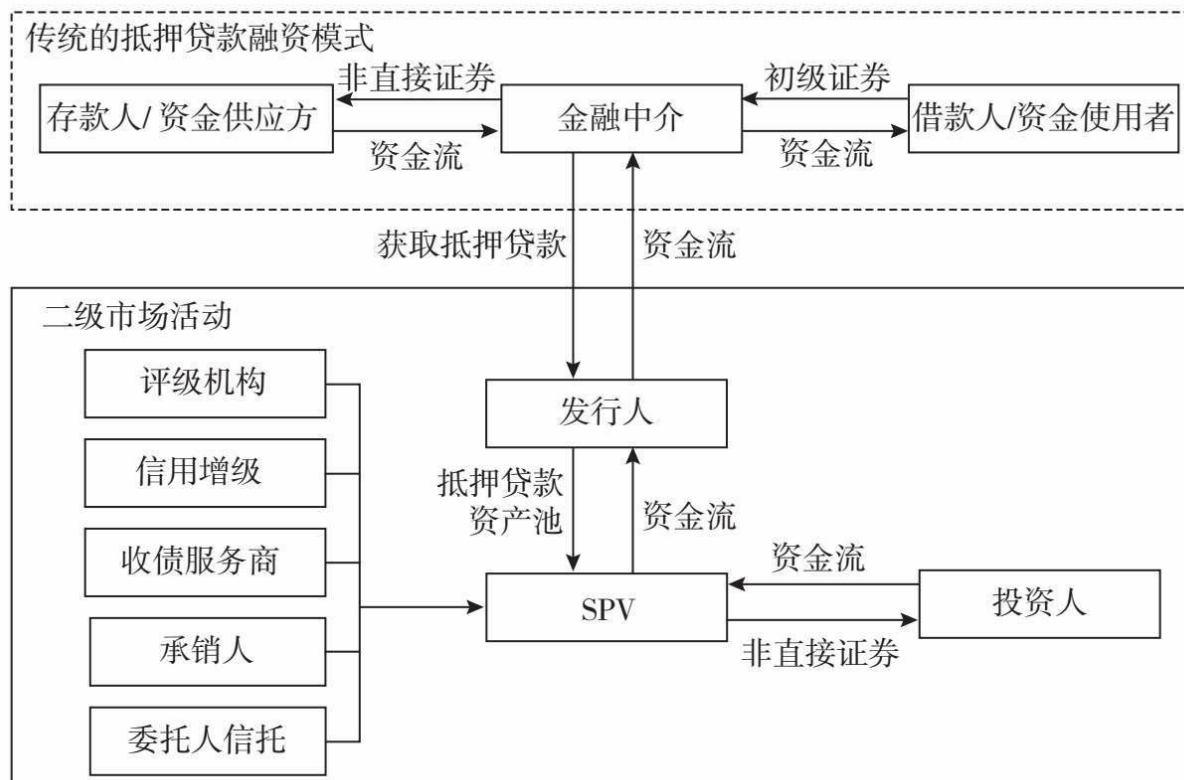 传统的抵押贷款融资模式
非直接证券
初级证券
存款人/资金供应方
金融中介
借款人/资金使用者
资金流
资金流
获取抵押贷款
资金流
二级市场活动
评级机构
发行人
信用增级
抵押贷款
资产池
资金流
收债服务商
资金流
SPV
投资人
承销人
非直接证券
委托人信托